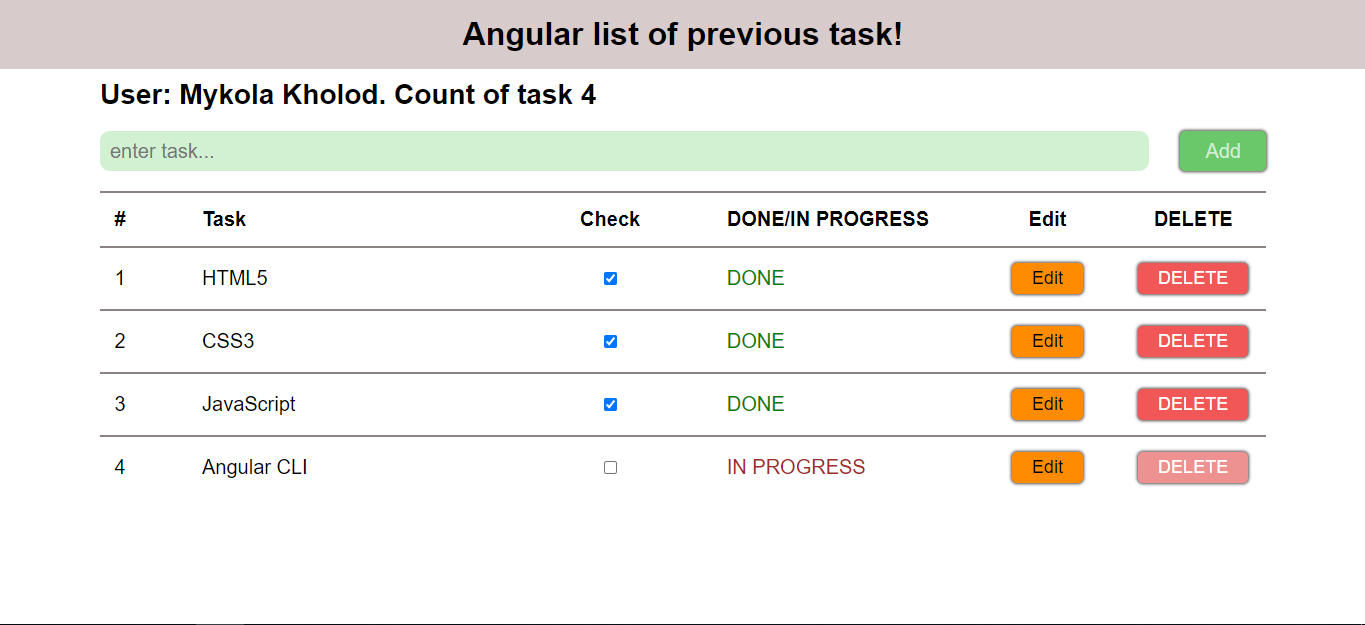 Angular list of previous task!
User: Mykola Kholod. Count of task 4
enter task... Add
# Task Check DONE/IN PROGRESS Edit DELETE
1 HTML5 DONE Edit DELETE
2 CSS3 DONE Edit DELETE
3 JavaScript DONE Edit DELETE
4 Angular CLI IN PROGRESS Edit DELETE